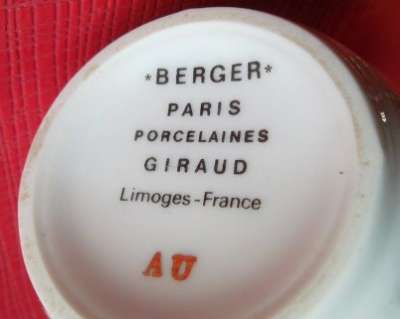 *BERGER*
PARIS
PORCELAINES
GIRAUD
Limoges-France
AU